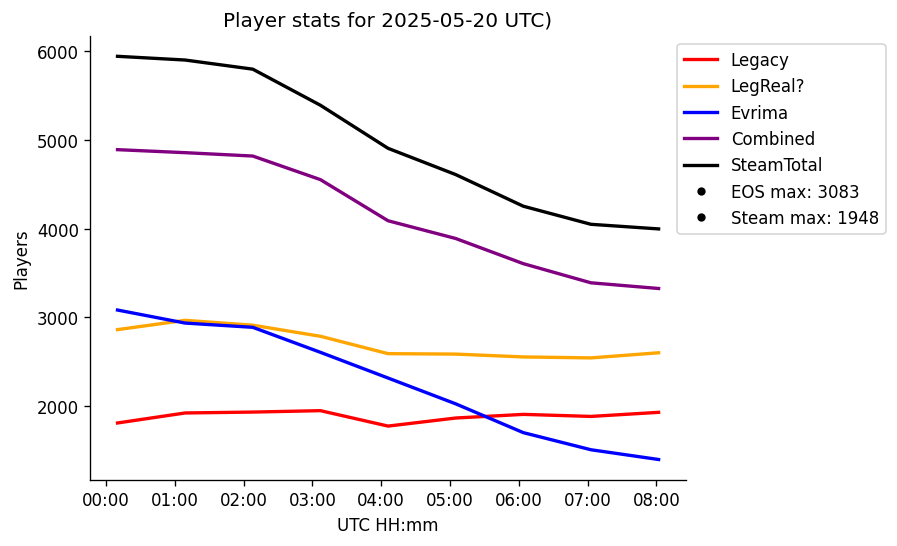 Player stats for 2025-05-20 UTC)
6000
5000
4000
3000
2000
Players
00:00 01:00 02:00 03:00 04:00 05:00 06:00 07:00 08:00
UTC HH:mm
Legacy
LegReal?
Evrima
Combined
SteamTotal
EOS max: 3083
Steam max: 1948